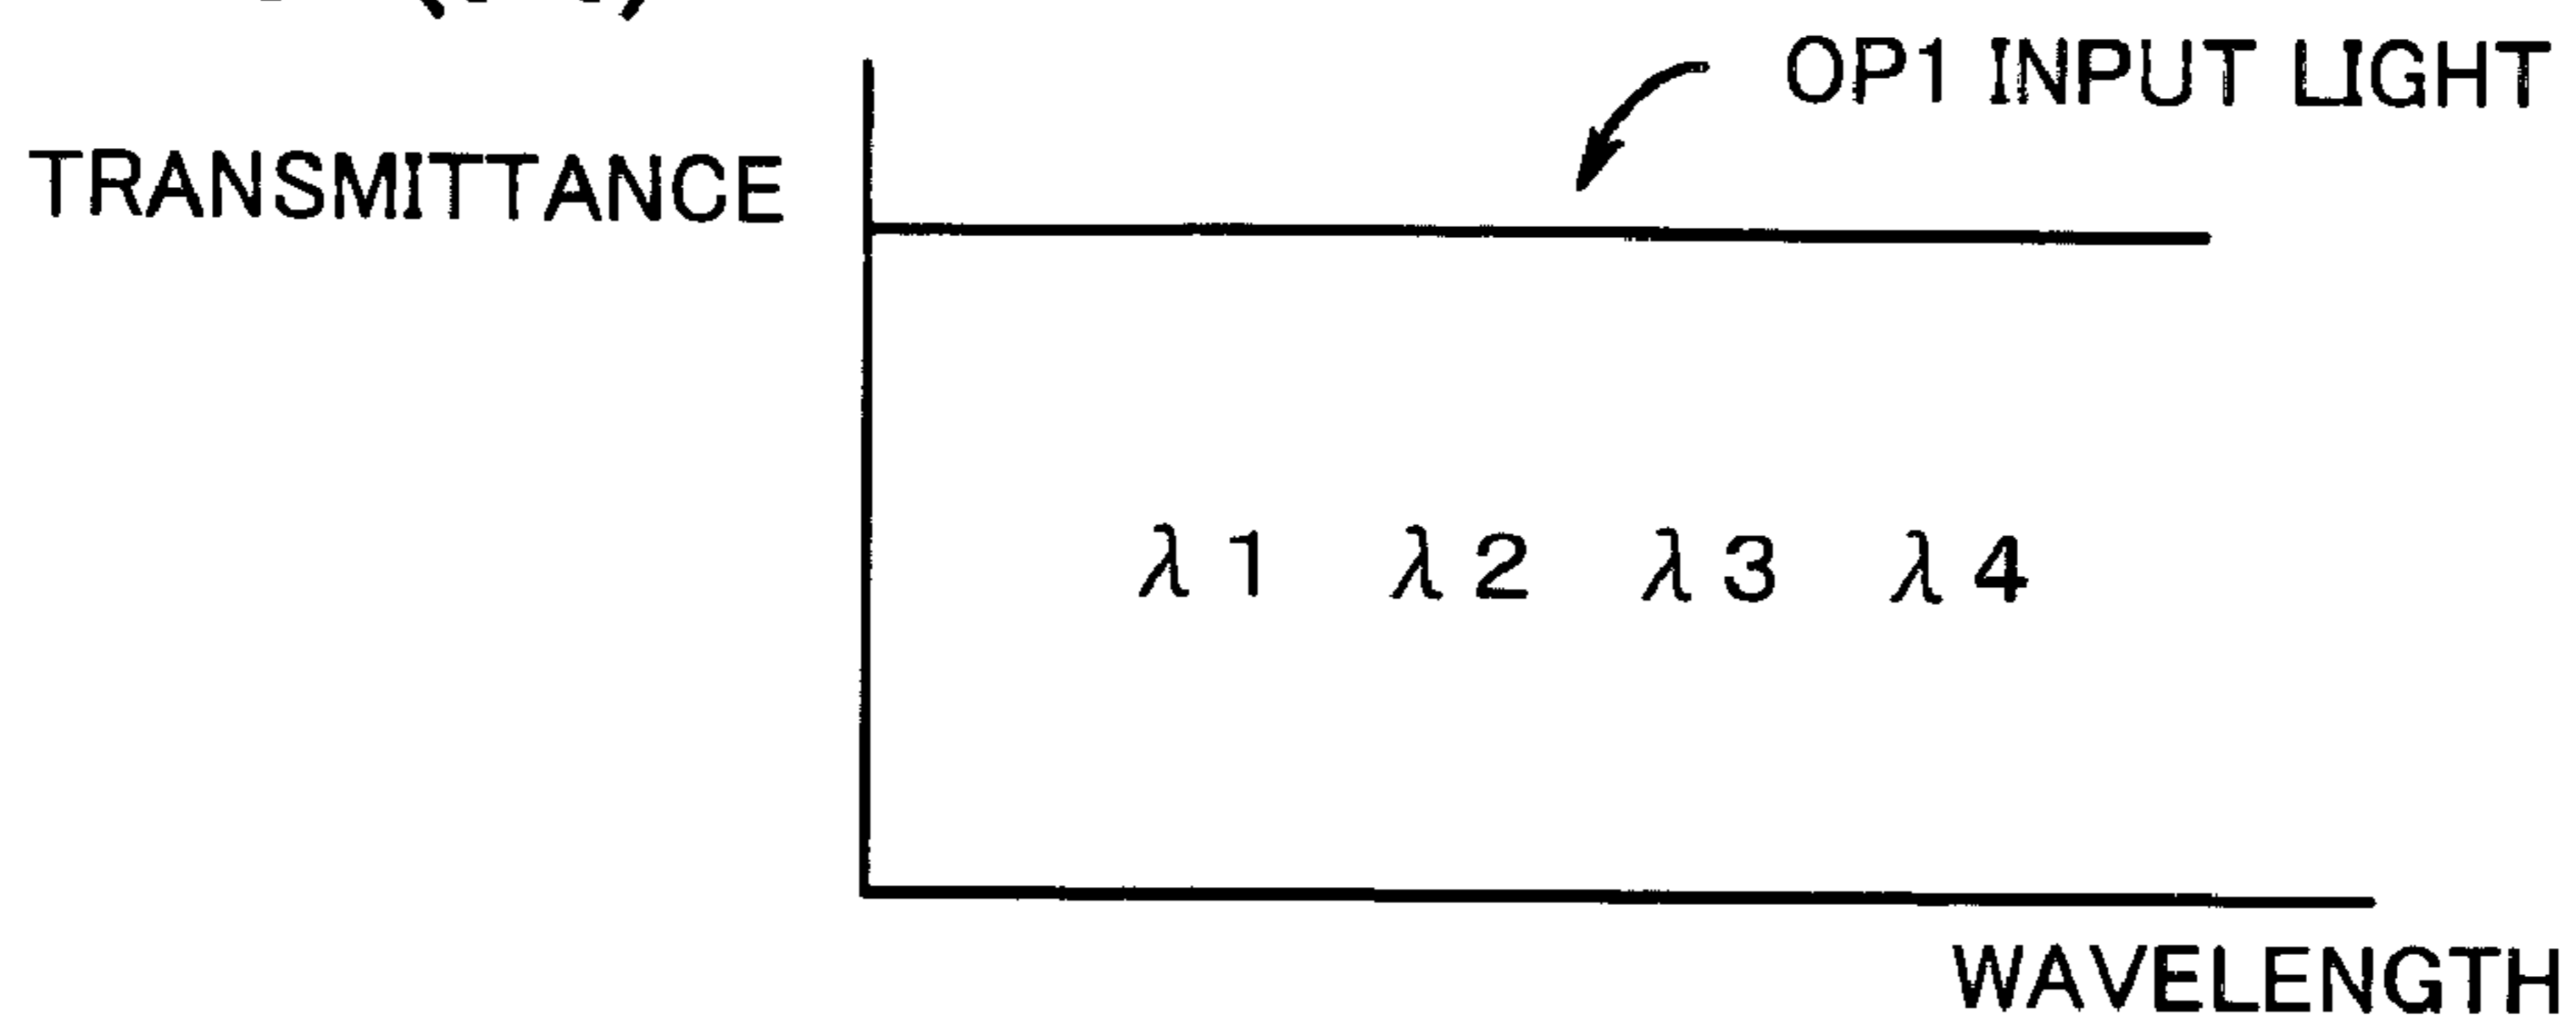 OP1 INPUT LIGHT
TRANSMITTANCE
λ1 λ2 λ3 λ4
WAVELENGTH